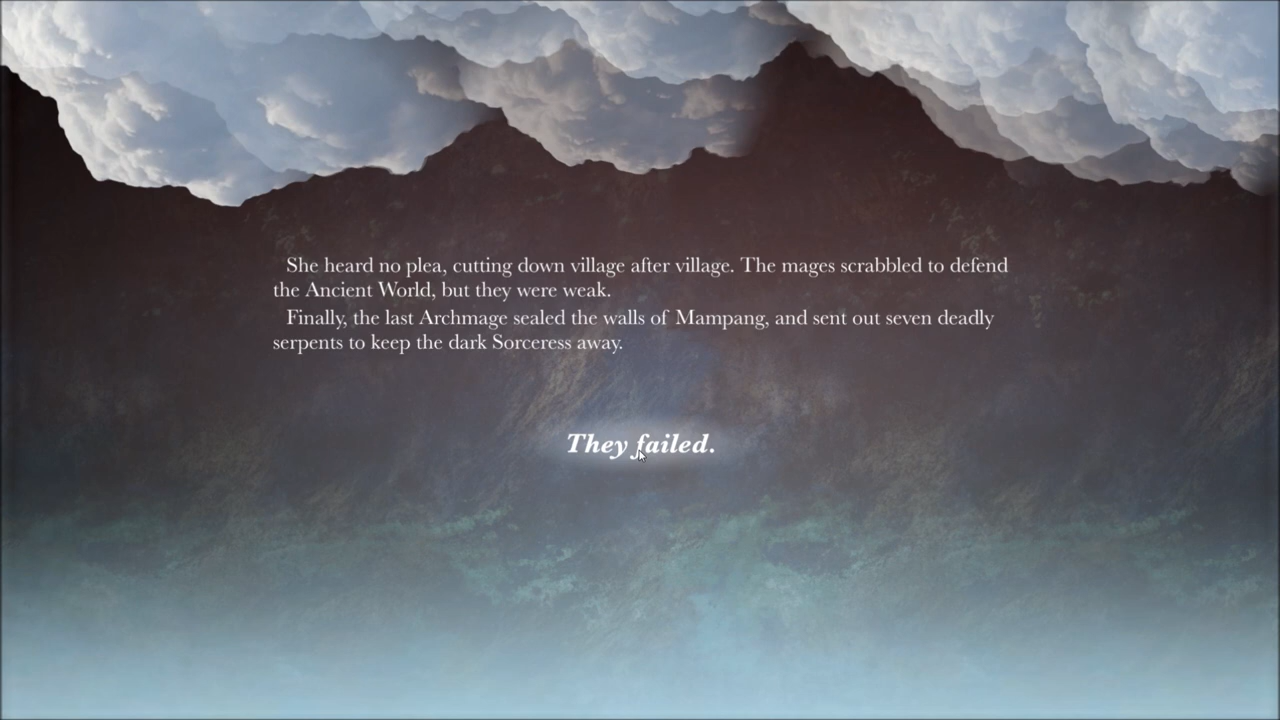 She heard no plea, cutting down village after village. The mages scrabbled to defend
the Ancient World, but they were weak.
Finally, the last Archmage sealed the walls of Mampang, and sent out seven deadly
serpents to keep the dark Sorceress away.
They failed.